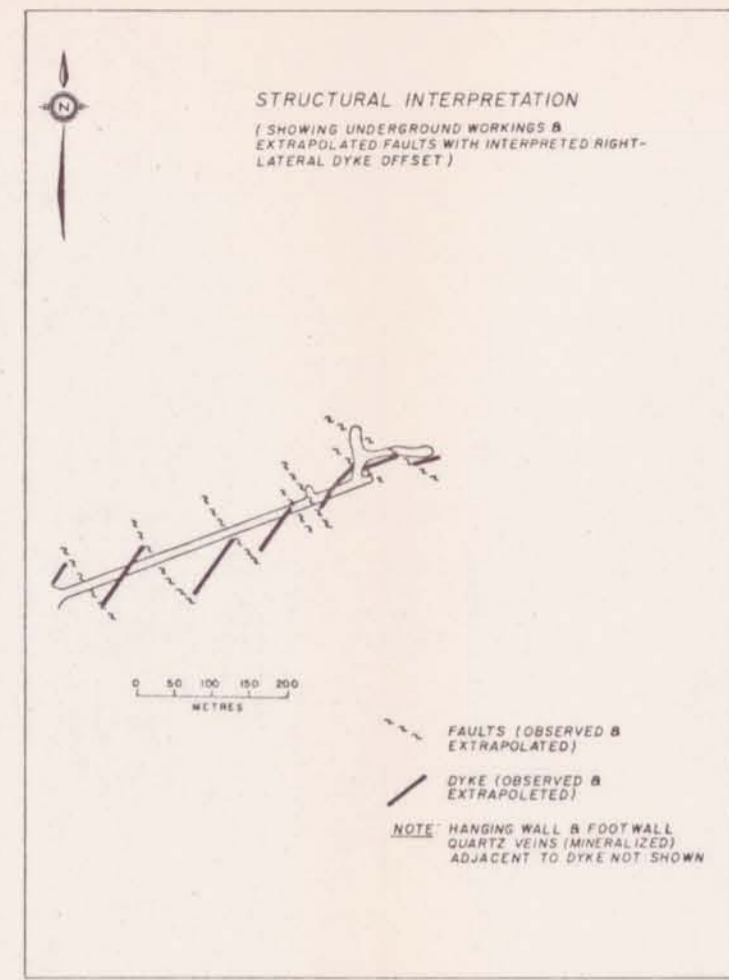 N
STRUCTURAL INTERPRETATION
( SHOWING UNDERGROUND WORKINGS &
EXTRAPOLATED FAULTS WITH INTERPRETED RIGHT-
LATERAL DYKE OFFSET )
0 50 100 150 200
METRES
FAULTS (OBSERVED &
EXTRAPOLATED)
DYKE (OBSERVED &
EXTRAPOLETED)
NOTE: HANGING WALL & FOOTWALL
QUARTZ VEINS (MINERALIZED)
ADJACENT TO DYKE NOT SHOWN